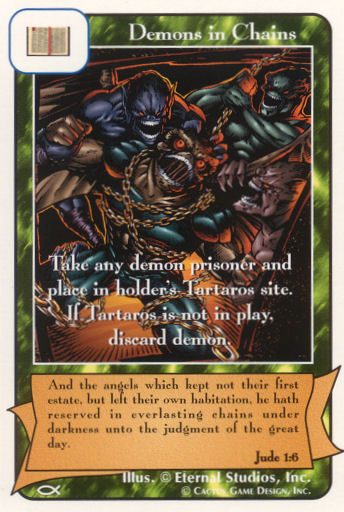 Demons in Chains
Take any demon prisoner and
place in holder's Tartaros site.
If Tartaros is not in play,
discard demon.
And the angels which kept not their first
estate, but left their own habitation, he hath
reserved in everlasting chains under
darkness unto the judgment of the great
day.
Jude 1:6
Illus. © Eternal Studios, Inc.
© Cactus Game Design, Inc.